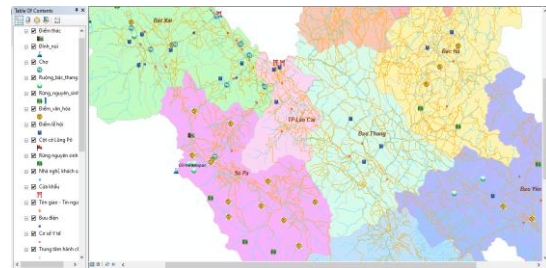 Table Of Contents
Điểm thác
Đỉnh_núi
Chợ
Ruộng_bậc_thang
Rừng_nguyên_sinh
Điểm_văn_hóa
Điểm lễ hội
Cột cờ Lũng Pô
Rừng nguyên sinh
Nhà nghỉ, khách s
Cửa khẩu
Tôn giáo - Tín ngư
Bưu điện
Cơ sở Y tế
Trung tâm hành cl
Bát Xát
TP Lào Cai
Bảo Thắng
Sa Pa
Bảo Yên